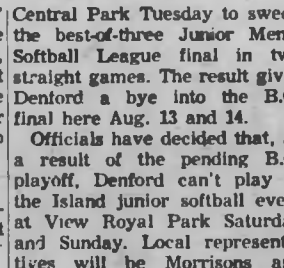 Central Park Tuesday to swee
the best-of-three Junior Men
Softball League final in tw
straight games. The result giv
Denford a bye into the B.C
final here Aug. 13 and 14.
Officials have decided that,
a result of the pending B.C
playoff, Denford can't play
the Island junior softball eve
at View Royal Park Saturda
and Sunday. Local represent
tives will be Morrisons an